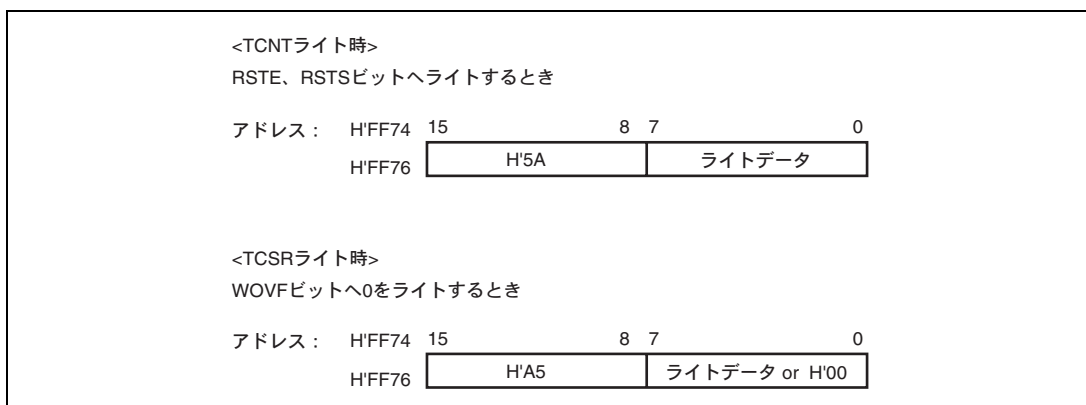 <TCNTライト時>
RSTE、RSTSビットへライトするとき
アドレス： H'FF74 15 8 7 0
H'FF76 H'5A ライトデータ
<TCSRライト時>
WOVFビットへ0をライトするとき
アドレス： H'FF74 15 8 7 0
H'FF76 H'A5 ライトデータ or H'00